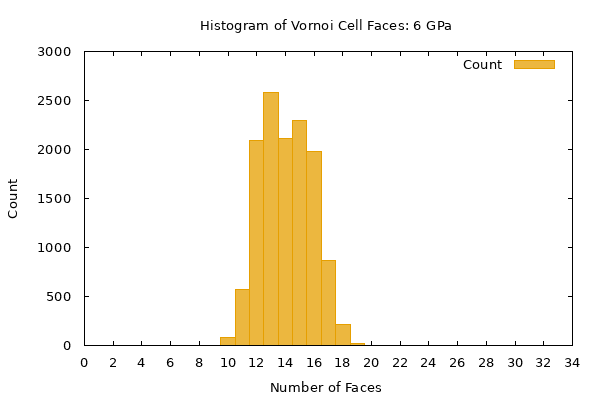 Histogram of Vornoi Cell Faces: 6 GPa
Count
3000
2500
2000
1500
1000
500
0
Count
0 2 4 6 8 10 12 14 16 18 20 22 24 26 28 30 32 34
Number of Faces